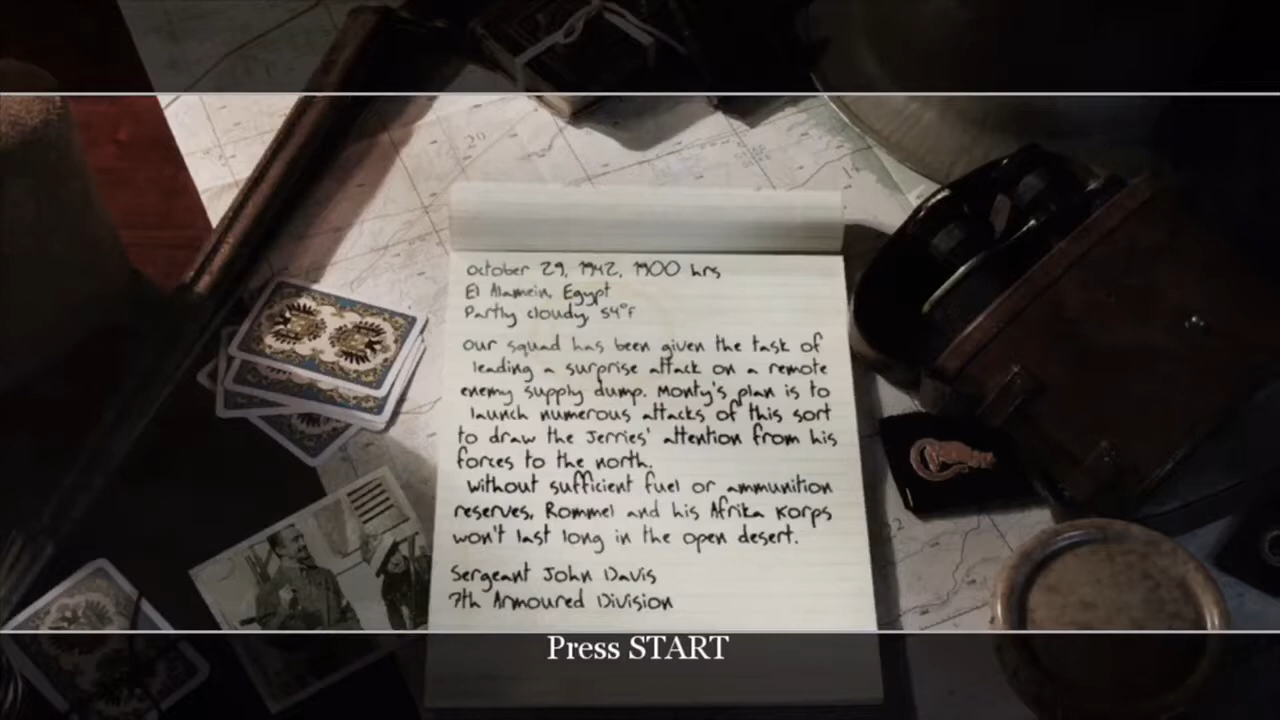 October 29, 1942, 1900 hrs
El Alamein, Egypt
Partly cloudy, 54°F
Our squad has been given the task of
leading a surprise attack on a remote
enemy supply dump. Monty's plan is to
launch numerous attacks of this sort
to draw the Jerries' attention from his
forces to the north.
Without sufficient fuel or ammunition
reserves, Rommel and his Afrika Korps
won't last long in the open desert.
Sergeant John Davis
7th Armoured Division
Press START